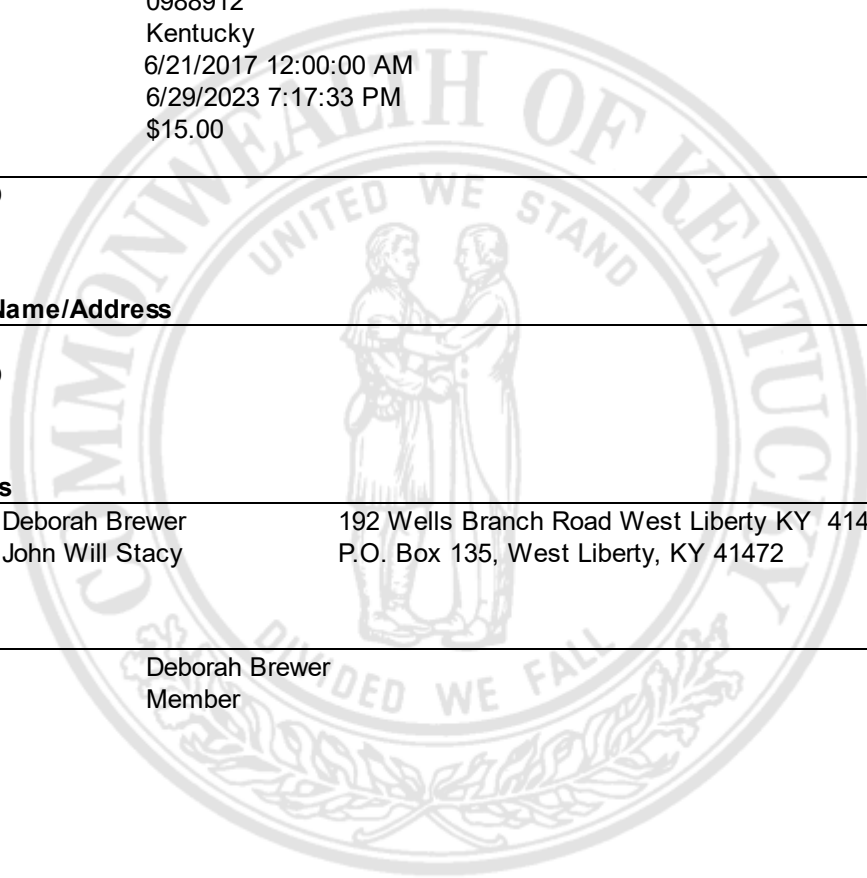 0988912
Kentucky
6/21/2017 12:00:00 AM
6/29/2023 7:17:33 PM
$15.00
Name/Address
s
Deborah Brewer 192 Wells Branch Road West Liberty KY 414
John Will Stacy P.O. Box 135, West Liberty, KY 41472
Deborah Brewer
Member
COMMONWEALTH OF KENTUCKY
UNITED WE STAND
DIVIDED WE FALL